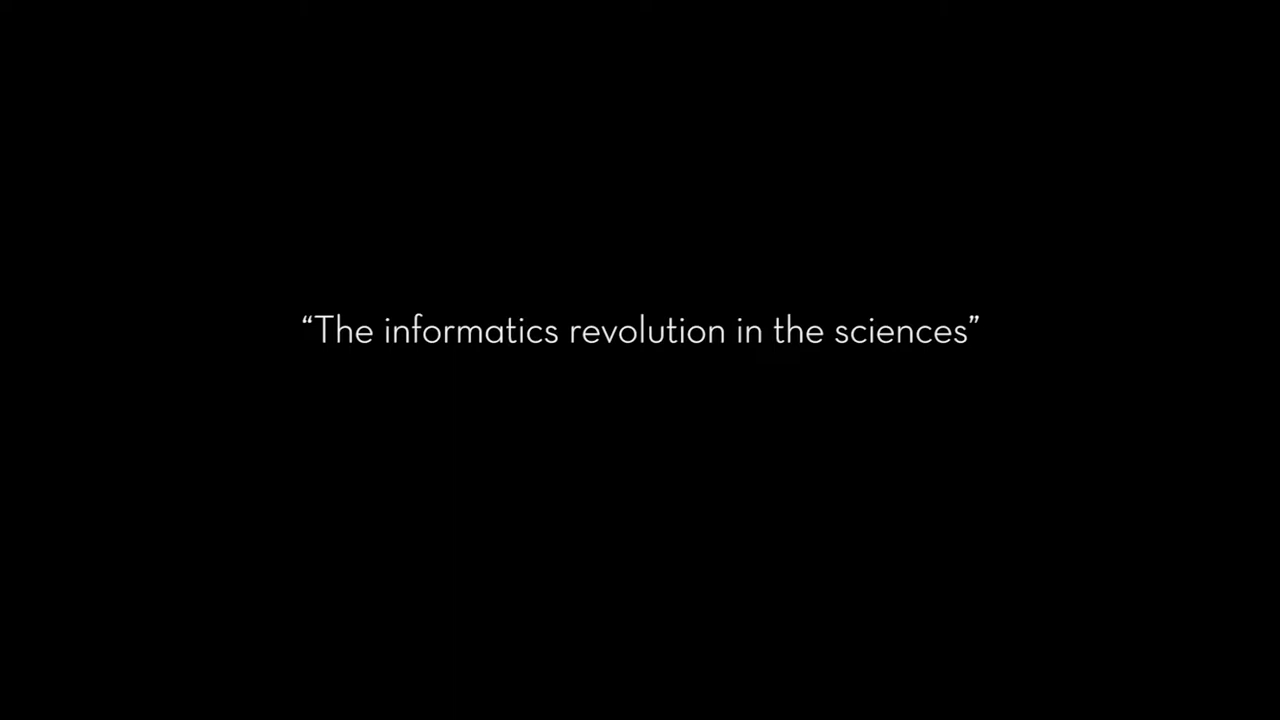 “The informatics revolution in the sciences”